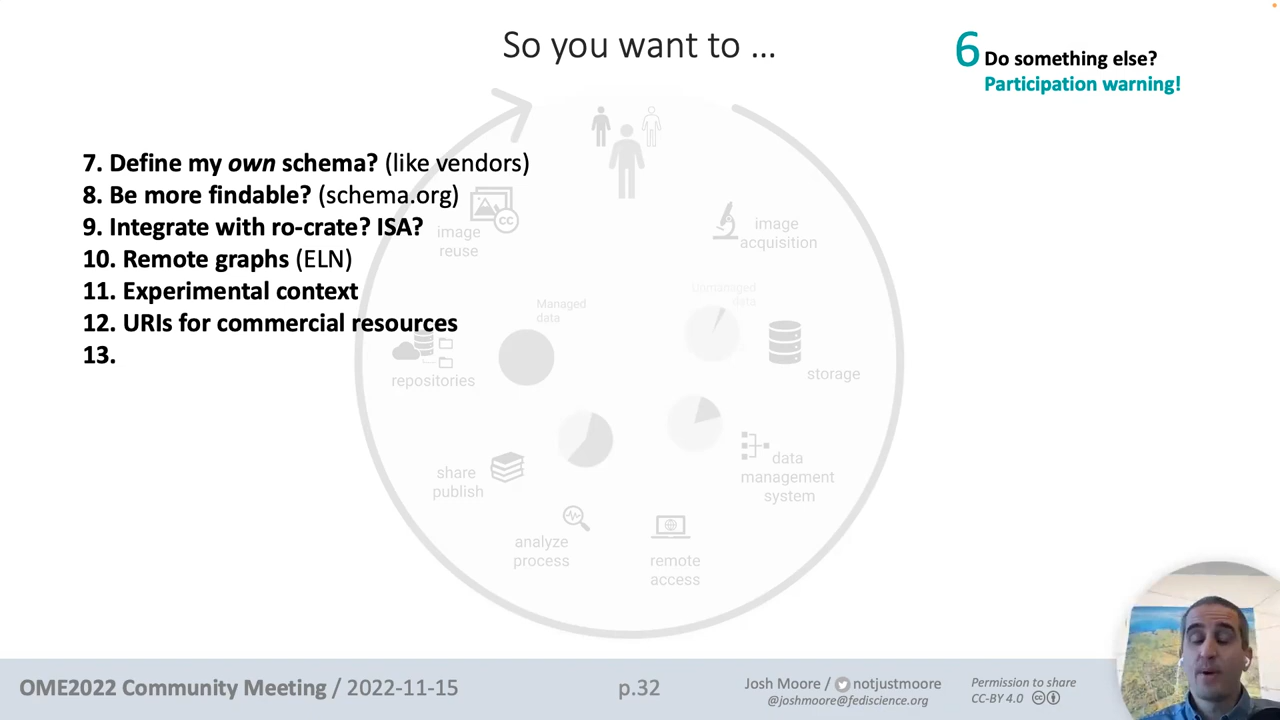 So you want to ...
6 Do something else?
Participation warning!
7. Define my own schema? (like vendors)
8. Be more findable? (schema.org)
9. Integrate with ro-crate? ISA?
10. Remote graphs (ELN)
11. Experimental context
12. URIs for commercial resources
13.
CC
image
reuse
image
acquisition
Managed
data
Unmanaged
data
repositories
storage
share
publish
data
management
system
analyze
process
remote
access
OME2022 Community Meeting / 2022-11-15
p.32
Josh Moore / notjustmoore
@joshmoore@fediscience.org
Permission to share
CC-BY 4.0